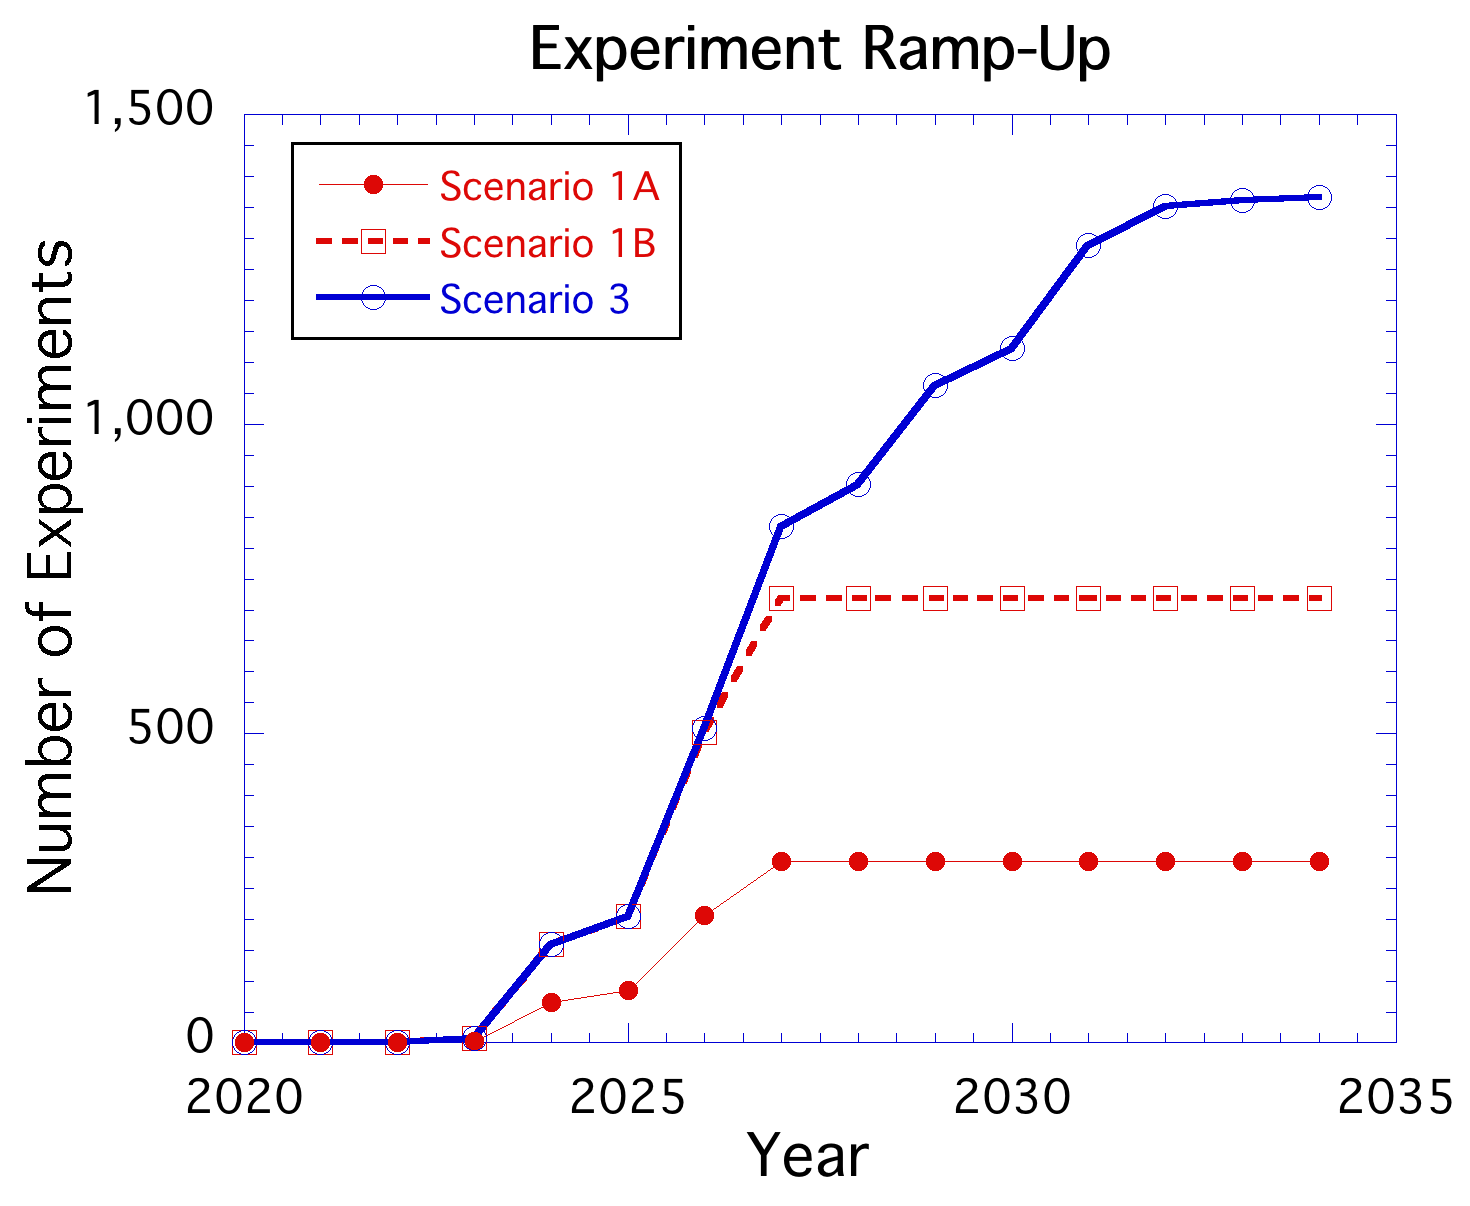 Experiment Ramp-Up
1,500
1,000
500
0
Number of Experiments
Scenario 1A
Scenario 1B
Scenario 3
2020 2025 2030 2035
Year